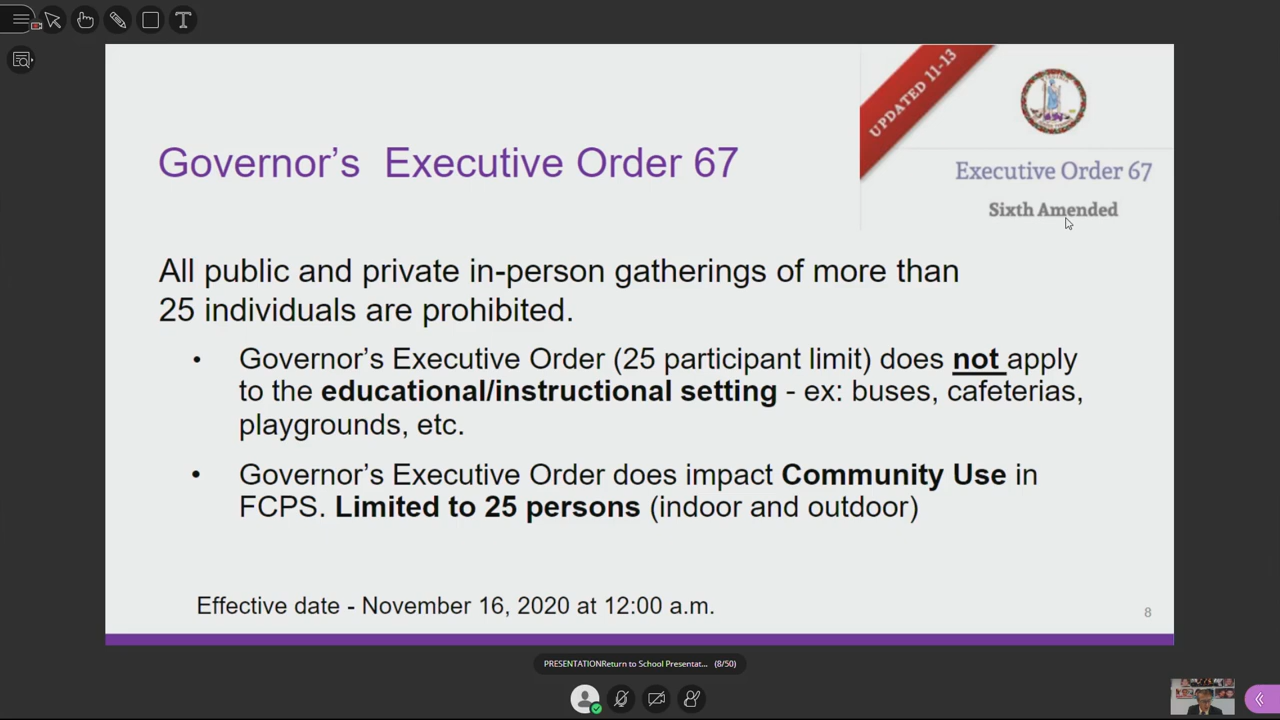 T
UPDATED 11-13
Executive Order 67
Sixth Amended
Governor's  Executive Order 67
All public and private in-person gatherings of more than
25 individuals are prohibited.
• Governor's Executive Order (25 participant limit) does not apply
to the educational/instructional setting - ex: buses, cafeterias,
playgrounds, etc.
• Governor's Executive Order does impact Community Use in
FCPS. Limited to 25 persons (indoor and outdoor)
Effective date - November 16, 2020 at 12:00 a.m.
8
PRESENTATIONReturn to School Presentat... (8/50)